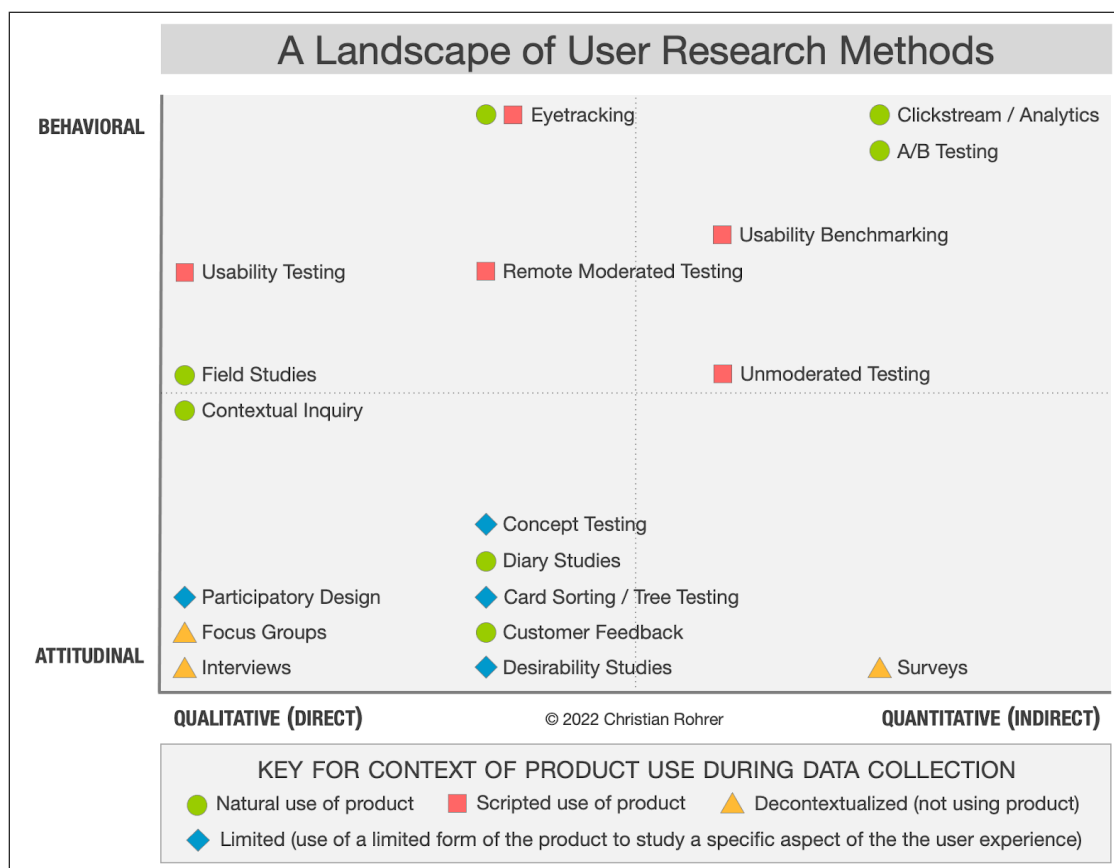 A Landscape of User Research Methods
BEHAVIORAL
Eyetracking
Clickstream / Analytics
A/B Testing
Usability Benchmarking
Usability Testing
Remote Moderated Testing
Field Studies
Unmoderated Testing
Contextual Inquiry
Concept Testing
Diary Studies
Participatory Design
Card Sorting / Tree Testing
Focus Groups
Customer Feedback
ATTITUDINAL
Interviews
Desirability Studies
Surveys
QUALITATIVE (DIRECT)
© 2022 Christian Rohrer
QUANTITATIVE (INDIRECT)
KEY FOR CONTEXT OF PRODUCT USE DURING DATA COLLECTION
Natural use of product
Scripted use of product
Decontextualized (not using product)
Limited (use of a limited form of the product to study a specific aspect of the the user experience)